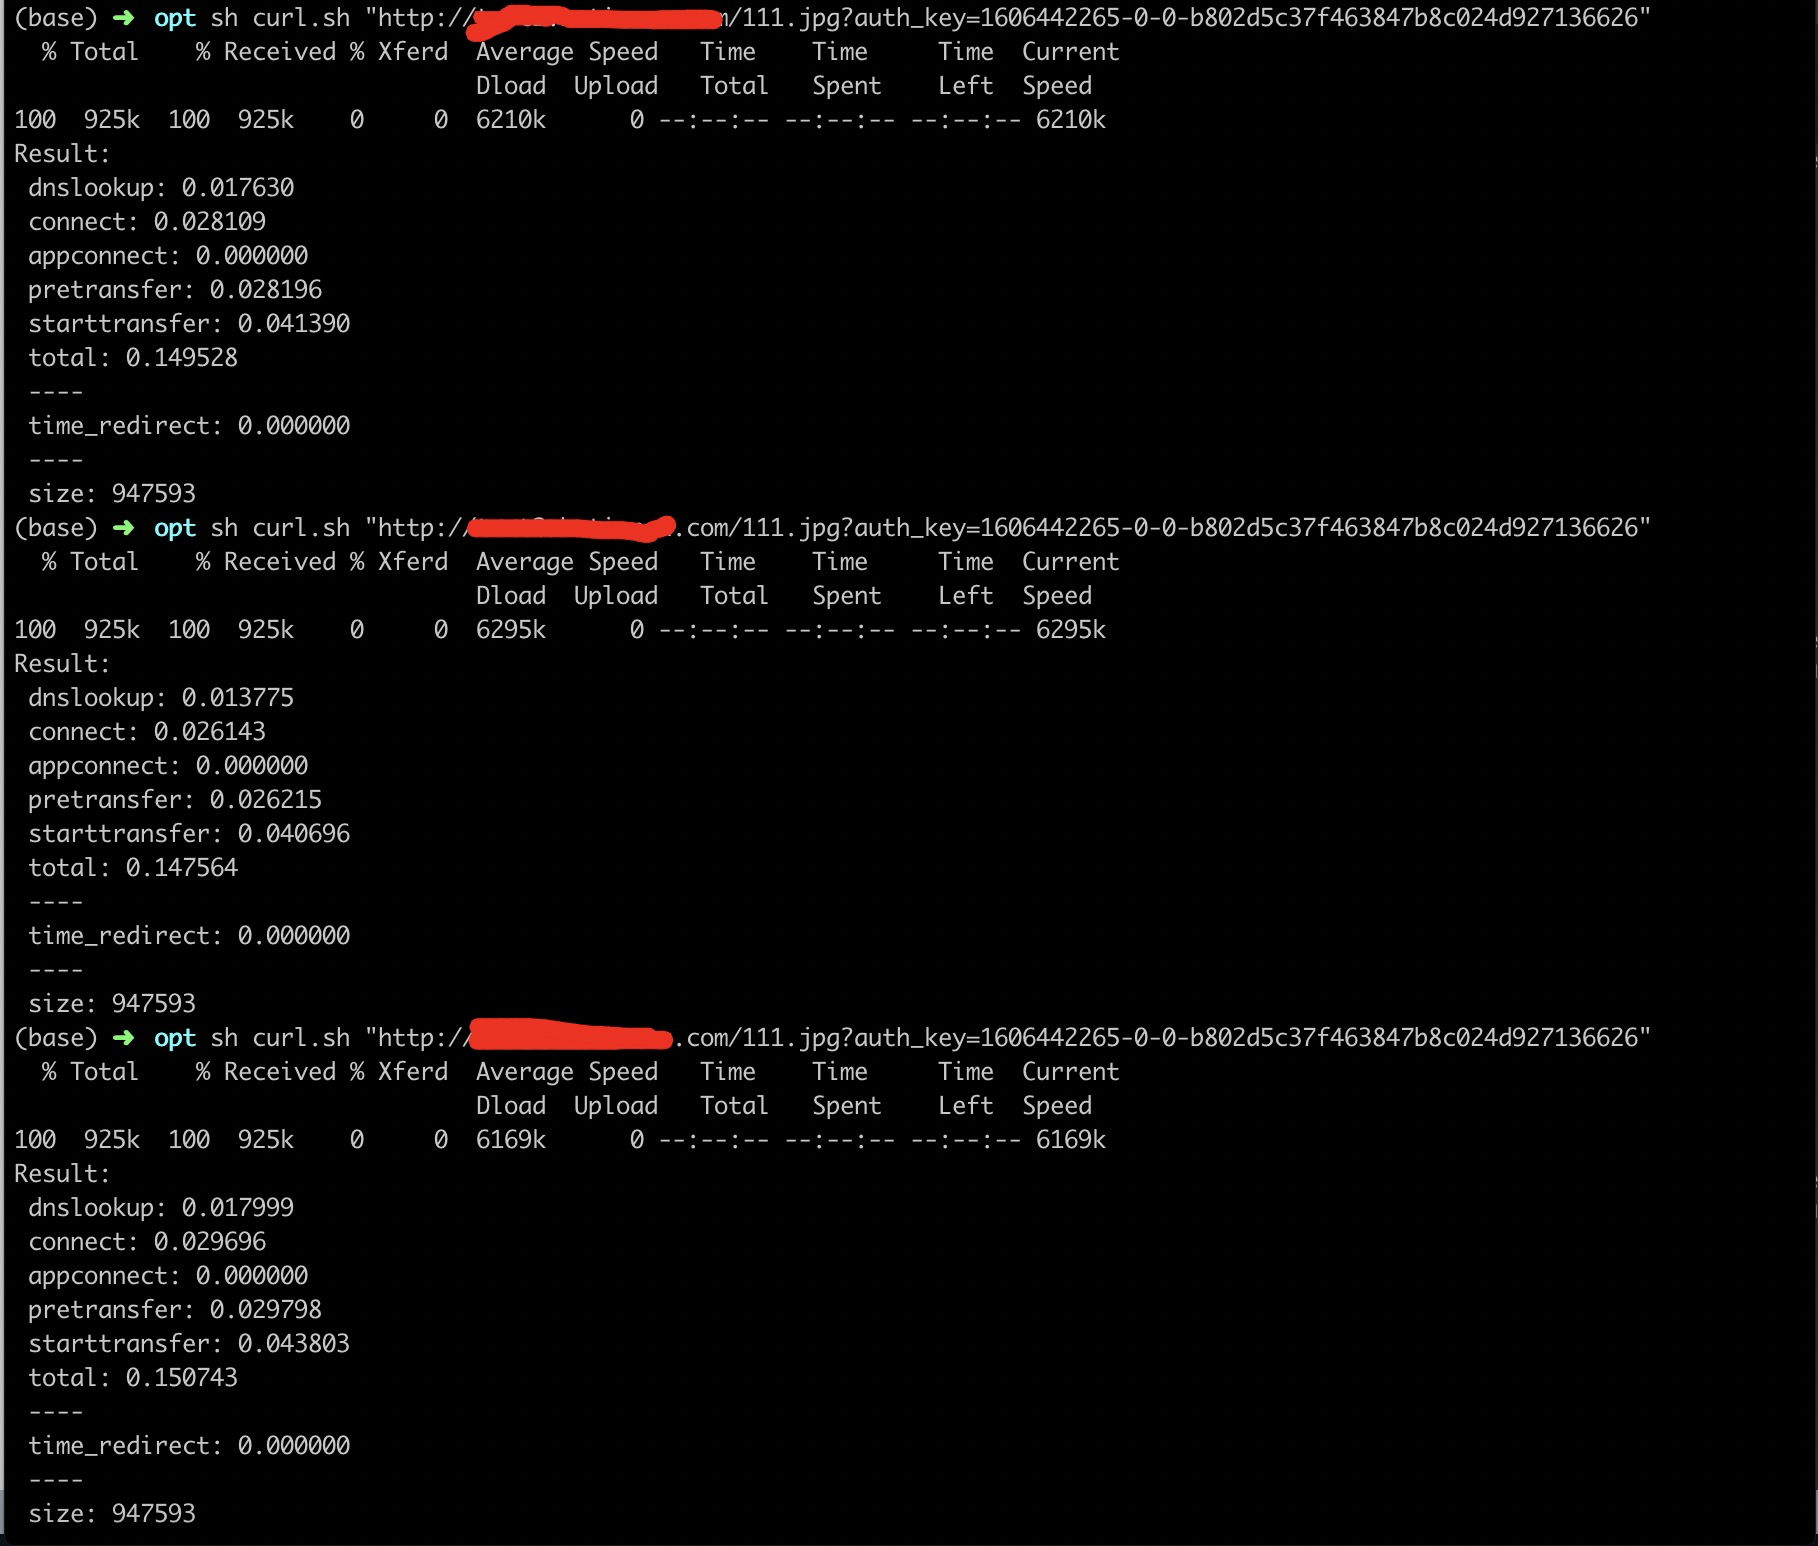 (base) ➜ opt sh curl.sh "http://m/111.jpg?auth_key=1606442265-0-0-b802d5c37f463847b8c024d927136626"
% Total % Received % Xferd Average Speed Time Time Time Current
Dload Upload Total Spent Left Speed
100 925k 100 925k 0 0 6210k 0 --:--:-- --:--:-- --:--:-- 6210k
Result:
dnslookup: 0.017630
connect: 0.028109
appconnect: 0.000000
pretransfer: 0.028196
starttransfer: 0.041390
total: 0.149528
----
time_redirect: 0.000000
----
size: 947593
(base) ➜ opt sh curl.sh "http://.com/111.jpg?auth_key=1606442265-0-0-b802d5c37f463847b8c024d927136626"
% Total % Received % Xferd Average Speed Time Time Time Current
Dload Upload Total Spent Left Speed
100 925k 100 925k 0 0 6295k 0 --:--:-- --:--:-- --:--:-- 6295k
Result:
dnslookup: 0.013775
connect: 0.026143
appconnect: 0.000000
pretransfer: 0.026215
starttransfer: 0.040696
total: 0.147564
----
time_redirect: 0.000000
----
size: 947593
(base) ➜ opt sh curl.sh "http://.com/111.jpg?auth_key=1606442265-0-0-b802d5c37f463847b8c024d927136626"
% Total % Received % Xferd Average Speed Time Time Time Current
Dload Upload Total Spent Left Speed
100 925k 100 925k 0 0 6169k 0 --:--:-- --:--:-- --:--:-- 6169k
Result:
dnslookup: 0.017999
connect: 0.029696
appconnect: 0.000000
pretransfer: 0.029798
starttransfer: 0.043803
total: 0.150743
----
time_redirect: 0.000000
----
size: 947593